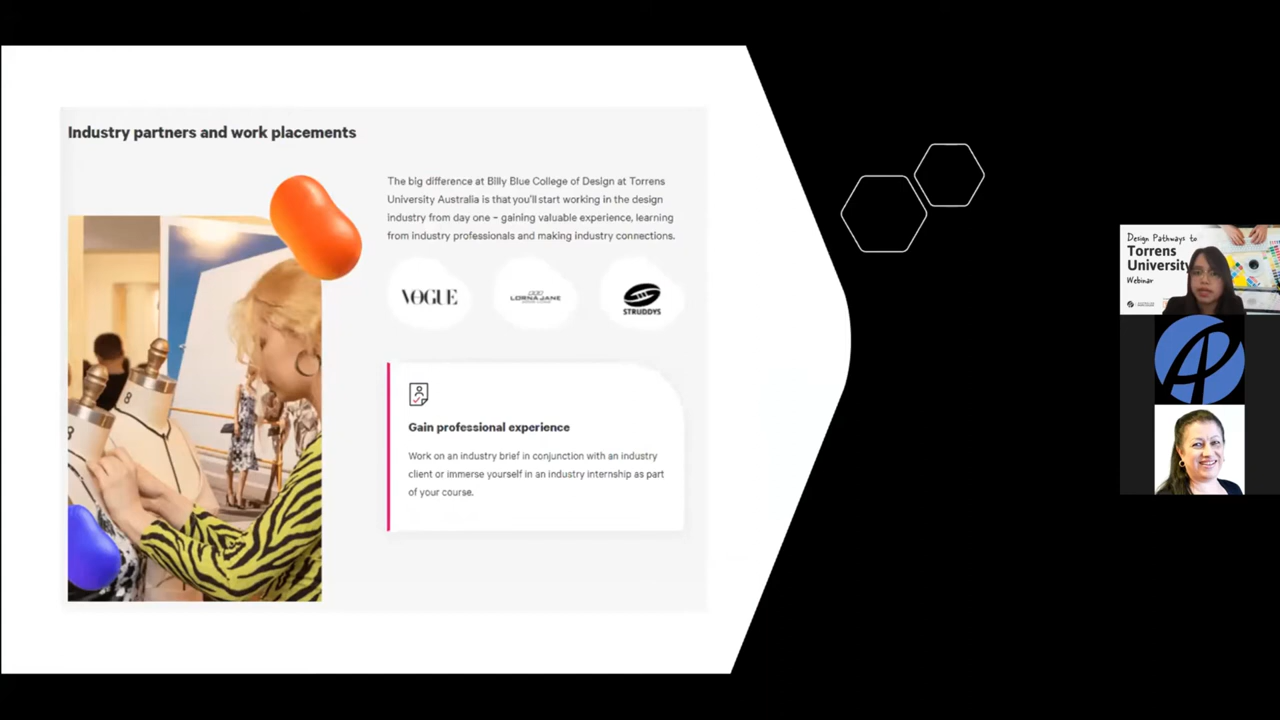 Industry partners and work placements
The big difference at Billy Blue College of Design at Torrens
University Australia is that you'll start working in the design
industry from day one – gaining valuable experience, learning
from industry professionals and making industry connections.
VOGUE
LORNA JANE
STRUDDYS
Gain professional experience
Work on an industry brief in conjunction with an industry
client or immerse yourself in an industry internship as part
of your course.
8
8
Design Pathways to
Torrens
University
Webinar